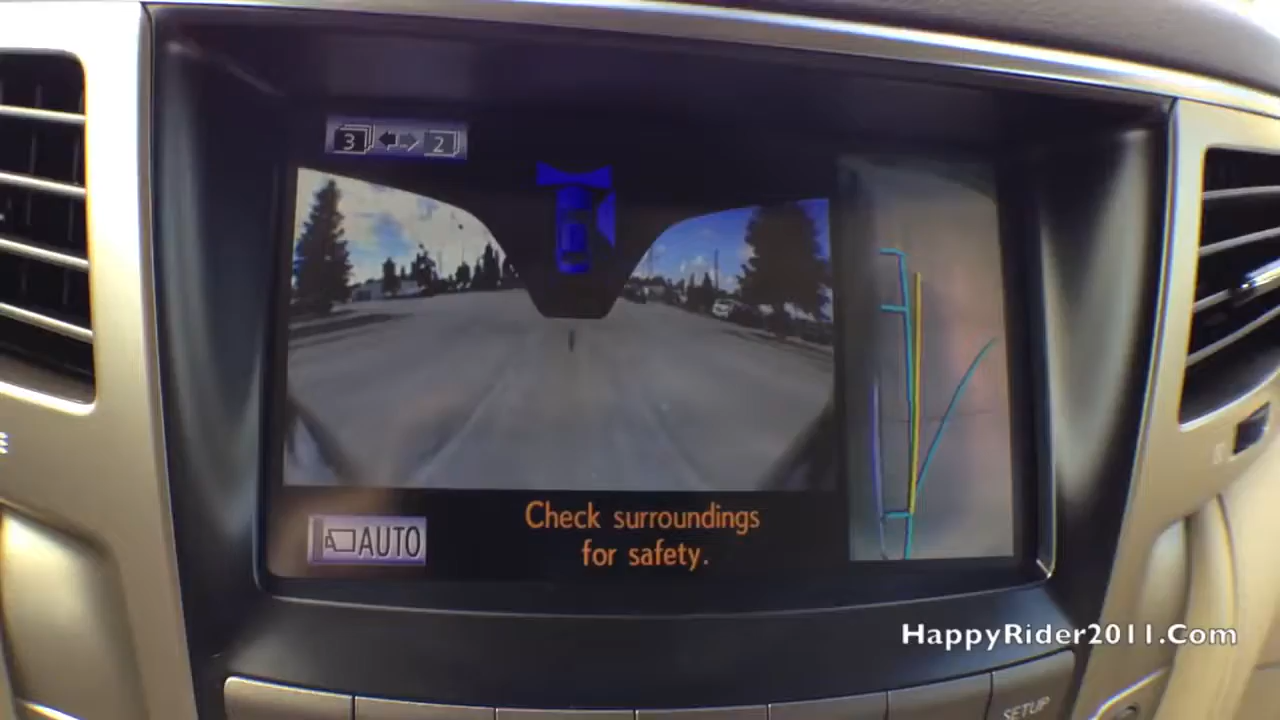 3 2
Check surroundings
for safety.
AUTO
HappyRider2011.Com
SETUP